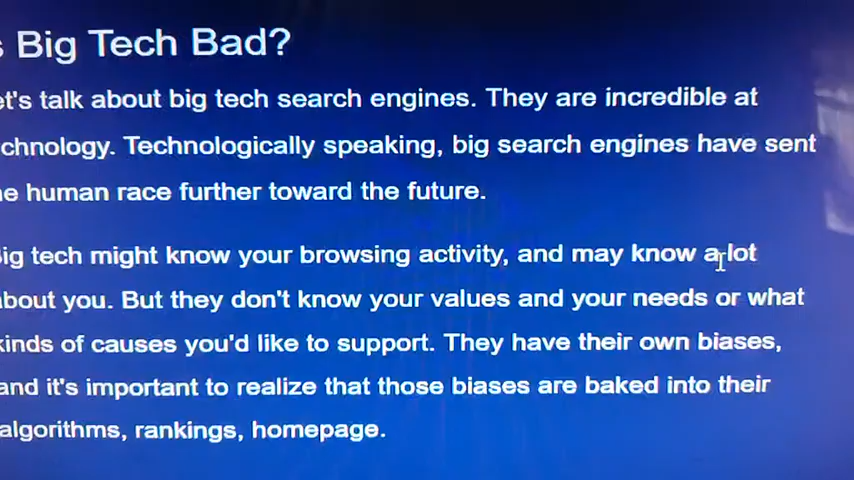 s Big Tech Bad?
et's talk about big tech search engines. They are incredible at
chnology. Technologically speaking, big search engines have sent
he human race further toward the future.
ig tech might know your browsing activity, and may know a lot
about you. But they don't know your values and your needs or what
kinds of causes you'd like to support. They have their own biases,
and it's important to realize that those biases are baked into their
algorithms, rankings, homepage.